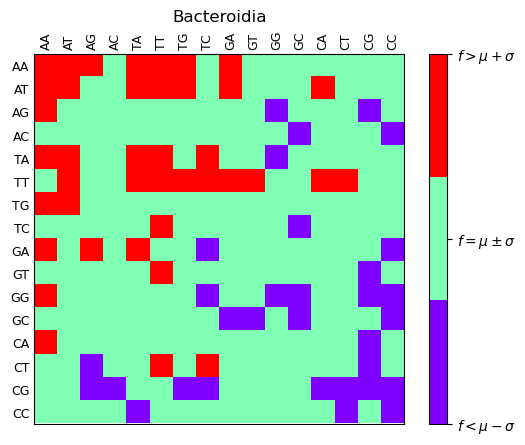 Bacteroidia
AA AT AG AC TA TT TG TC GA GT GG GC CA CT CG CC
AA
AT
AG
AC
TA
TT
TG
TC
GA
GT
GG
GC
CA
CT
CG
CC
f > μ + σ
f = μ ± σ
f < μ − σ